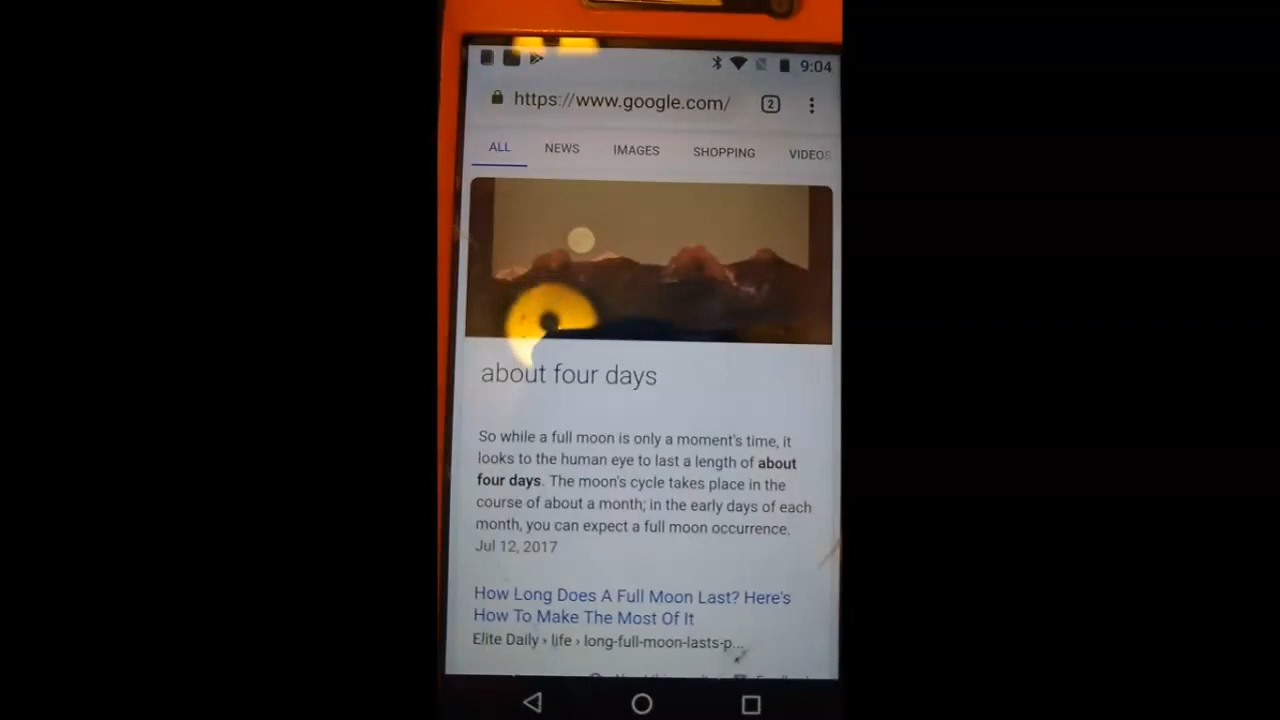 9:04
https://www.google.com/
2
ALL NEWS IMAGES SHOPPING VIDEOS
about four days
So while a full moon is only a moment's time, it
looks to the human eye to last a length of about
four days. The moon's cycle takes place in the
course of about a month; in the early days of each
month, you can expect a full moon occurrence.
Jul 12, 2017
How Long Does A Full Moon Last? Here's
How To Make The Most Of It
Elite Daily › life › long-full-moon-lasts-p...